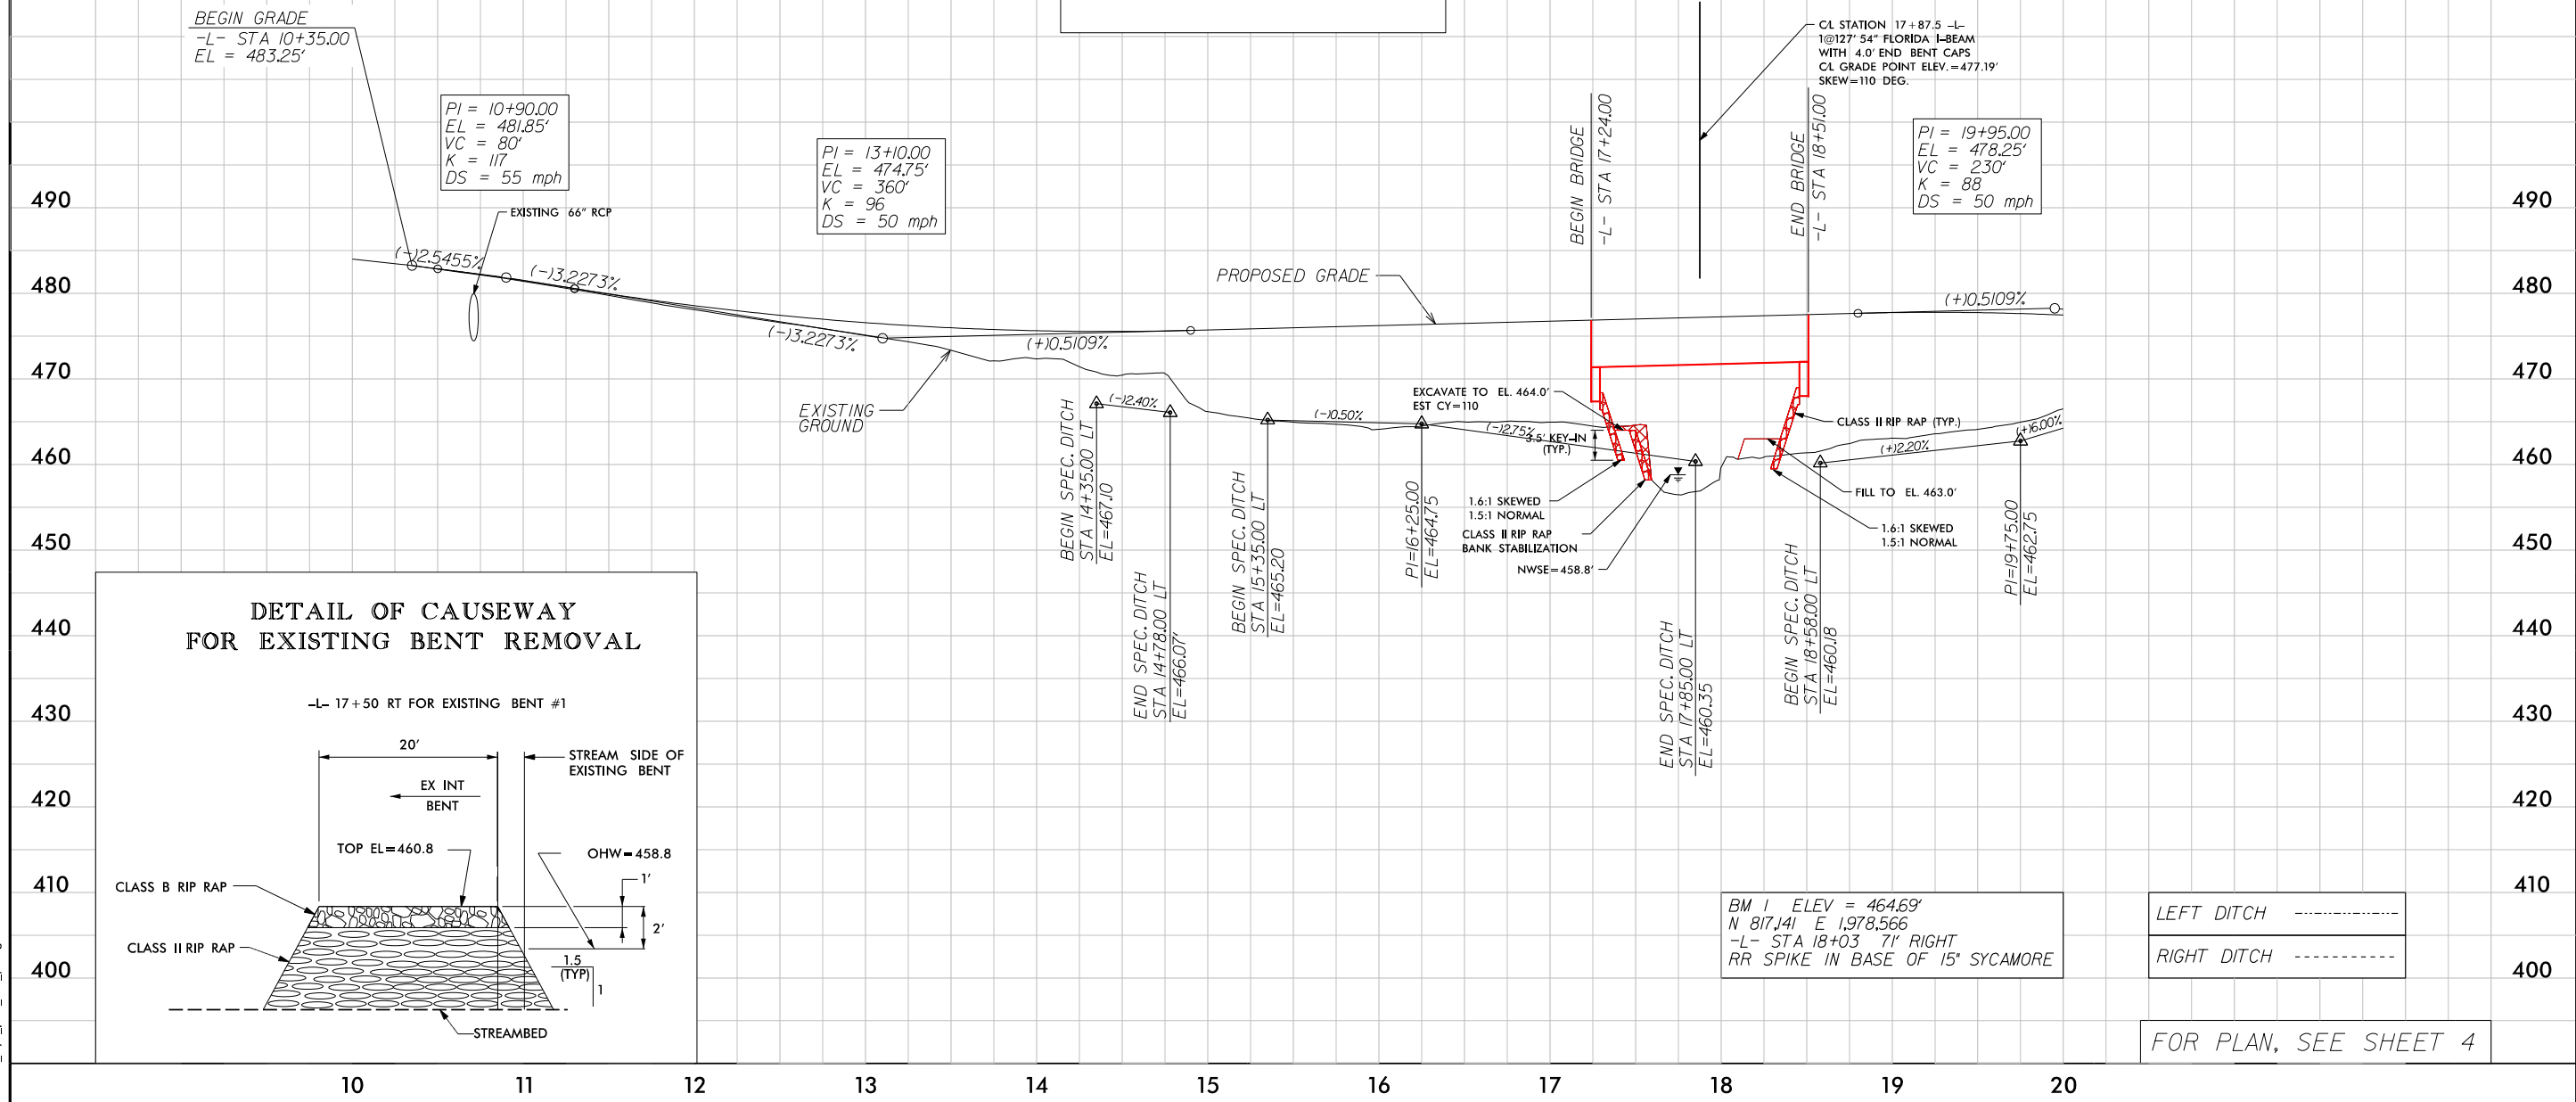 BEGIN GRADE
-L- STA 10+35.00
EL = 483.25'
PI = 10+90.00
EL = 481.85'
VC = 80'
K = 117
DS = 55 mph
EXISTING 66" RCP
PI = 13+10.00
EL = 474.75'
VC = 360'
K = 96
DS = 50 mph
BEGIN BRIDGE
-L- STA 17+24.00
C/L STATION 17+87.5 -L-
1@127' 54" FLORIDA I-BEAM
WITH 4.0' END BENT CAPS
C/L GRADE POINT ELEV.=477.19'
SKEW=110 DEG.
END BRIDGE
-L- STA 18+51.00
PI = 19+95.00
EL = 478.25'
VC = 230'
K = 88
DS = 50 mph
490
480
470
460
450
440
430
420
410
400
490
480
470
460
450
440
430
420
410
400
(-)2.5455%
(-)3.2273%
(-)3.2273%
(+)0.5109%
PROPOSED GRADE
(+)0.5109%
EXISTING
GROUND
(-)2.40%
(-)0.50%
(-)2.75%
(+)2.20%
(+)6.00%
EXCAVATE TO EL. 464.0'
EST CY=110
3.5' KEY-IN
(TYP.)
CLASS II RIP RAP (TYP.)
1.6:1 SKEWED
1.5:1 NORMAL
CLASS II RIP RAP
BANK STABILIZATION
NWSE=458.8'
FILL TO EL. 463.0'
1.6:1 SKEWED
1.5:1 NORMAL
BEGIN SPEC. DITCH
STA 14+35.00 LT
EL=467.10
END SPEC. DITCH
STA 14+78.00 LT
EL=466.07'
BEGIN SPEC. DITCH
STA 15+35.00 LT
EL=465.20
PI=16+25.00
EL=464.75
END SPEC. DITCH
STA 17+85.00 LT
EL=460.35
BEGIN SPEC. DITCH
STA 18+58.00 LT
EL=460.18
PI=19+75.00
EL=462.75
DETAIL OF CAUSEWAY
FOR EXISTING BENT REMOVAL
-L- 17+50 RT FOR EXISTING BENT #1
20'
STREAM SIDE OF
EXISTING BENT
EX INT
BENT
TOP EL=460.8
OHW=458.8
1'
2'
CLASS B RIP RAP
CLASS II RIP RAP
1.5
(TYP)
1
STREAMBED
BM 1 ELEV = 464.69'
N 817,141 E 1,978,566
-L- STA 18+03 71' RIGHT
RR SPIKE IN BASE OF 15" SYCAMORE
LEFT DITCH
RIGHT DITCH
FOR PLAN, SEE SHEET 4
10 11 12 13 14 15 16 17 18 19 20